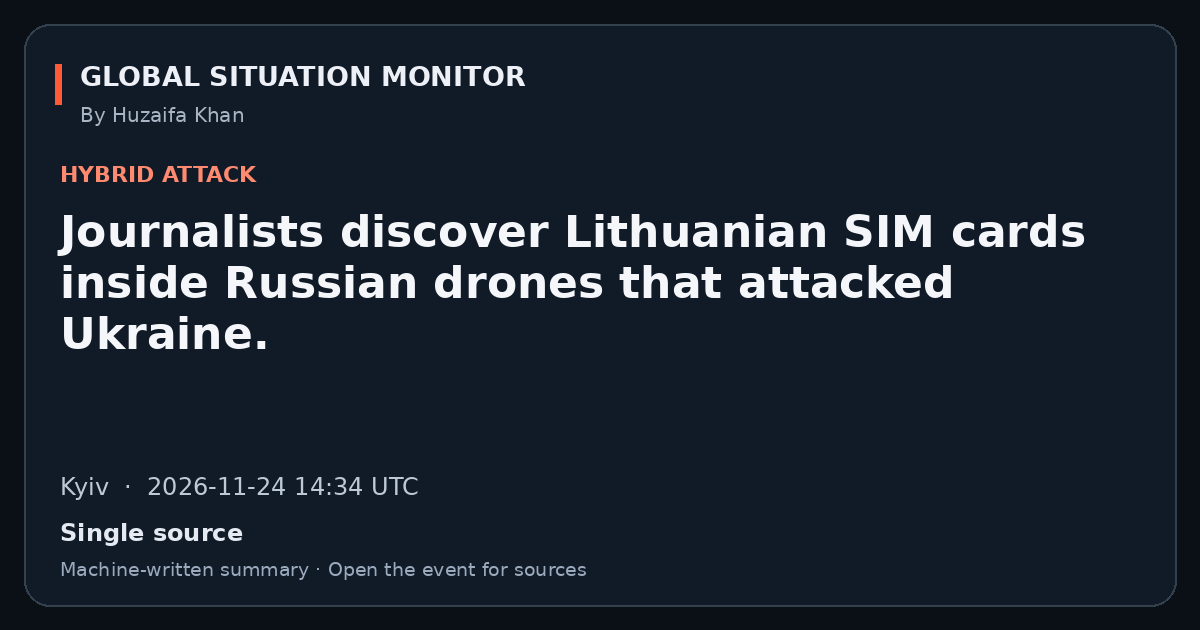 GLOBAL SITUATION MONITOR
By Huzaifa Khan
HYBRID ATTACK
Journalists discover Lithuanian SIM cards
inside Russian drones that attacked
Ukraine.
Kyiv · 2026-11-24 14:34 UTC
Single source
Machine-written summary · Open the event for sources